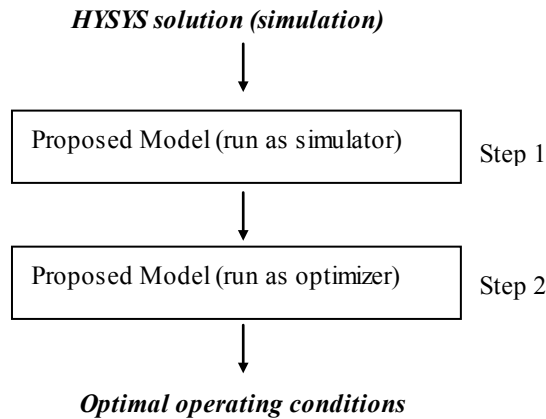 HYSYS solution (simulation)
Proposed Model (run as simulator)
Step 1
Proposed Model (run as optimizer)
Step 2
Optimal operating conditions